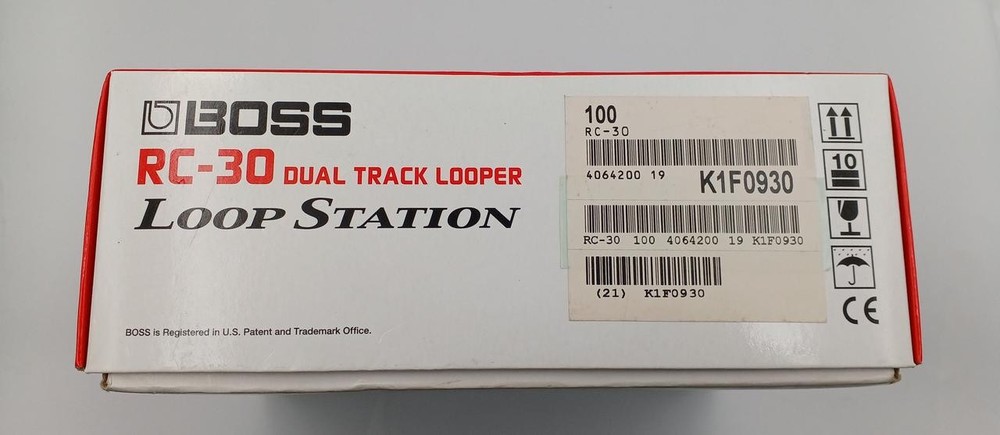 BOSS
RC-30 DUAL TRACK LOOPER
LOOP STATION
BOSS is Registered in U.S. Patent and Trademark Office.
100
RC-30
4064200 19 K1F0930
RC-30 100 4064200 19 K1F0930
(21) K1F0930
10
CE